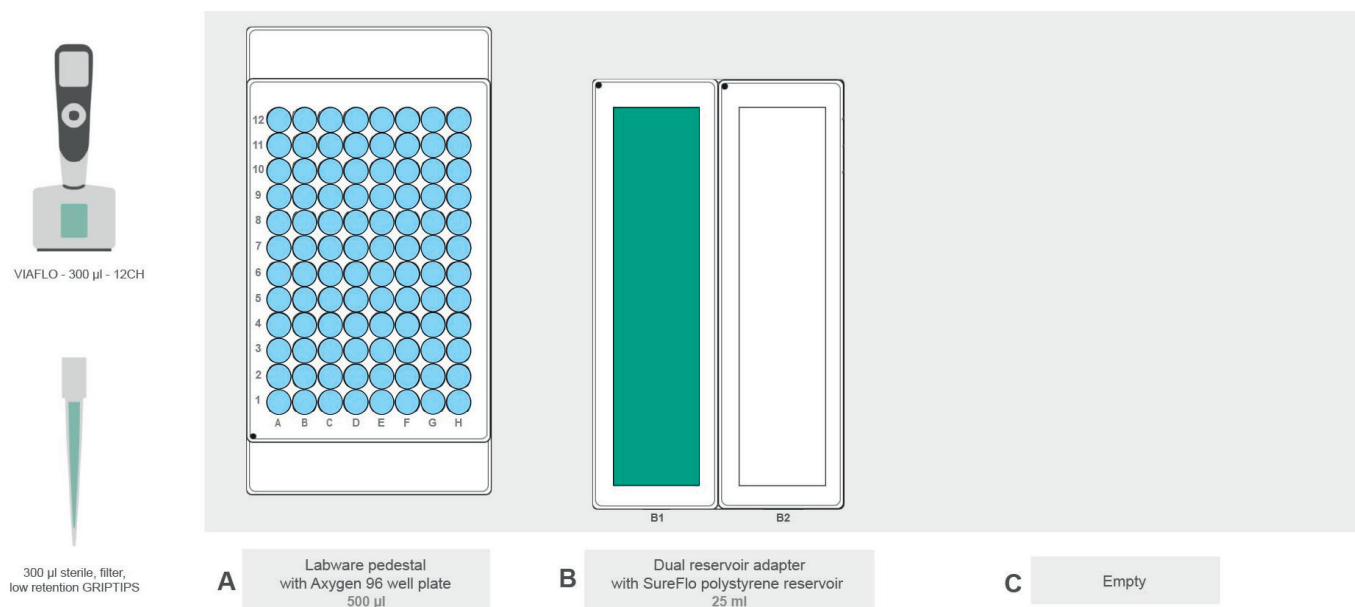 VIAFLO - 300 µl - 12CH
300 µl sterile, filter,
low retention GRIPTIPS
12
11
10
9
8
7
6
5
4
3
2
1
A B C D E F G H
B1 B2
A
Labware pedestal
with Axygen 96 well plate
500 µl
B
Dual reservoir adapter
with SureFlo polystyrene reservoir
25 ml
C
Empty